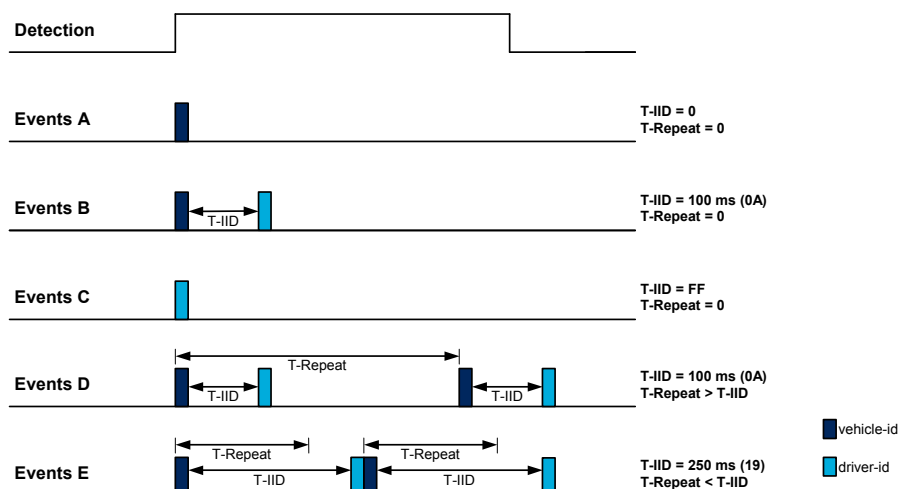 Detection
Events A
T-IID = 0
T-Repeat = 0
Events B
T-IID
T-IID = 100 ms (0A)
T-Repeat = 0
Events C
T-IID = FF
T-Repeat = 0
T-Repeat
Events D
T-IID
T-IID
T-IID = 100 ms (0A)
T-Repeat > T-IID
vehicle-id
T-Repeat
T-Repeat
Events E
T-IID
T-IID
T-IID = 250 ms (19)
T-Repeat < T-IID
driver-id